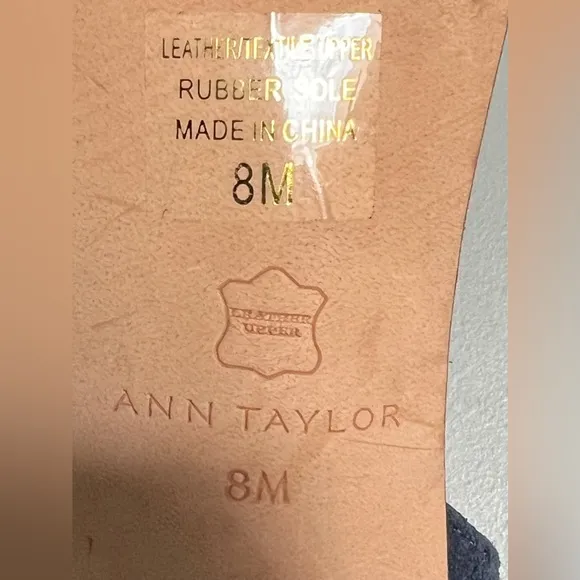 LEATHER/TEXTILE UPPER
RUBBER SOLE
MADE IN CHINA
8M
LEATHER
UPPER
ANN TAYLOR
8M